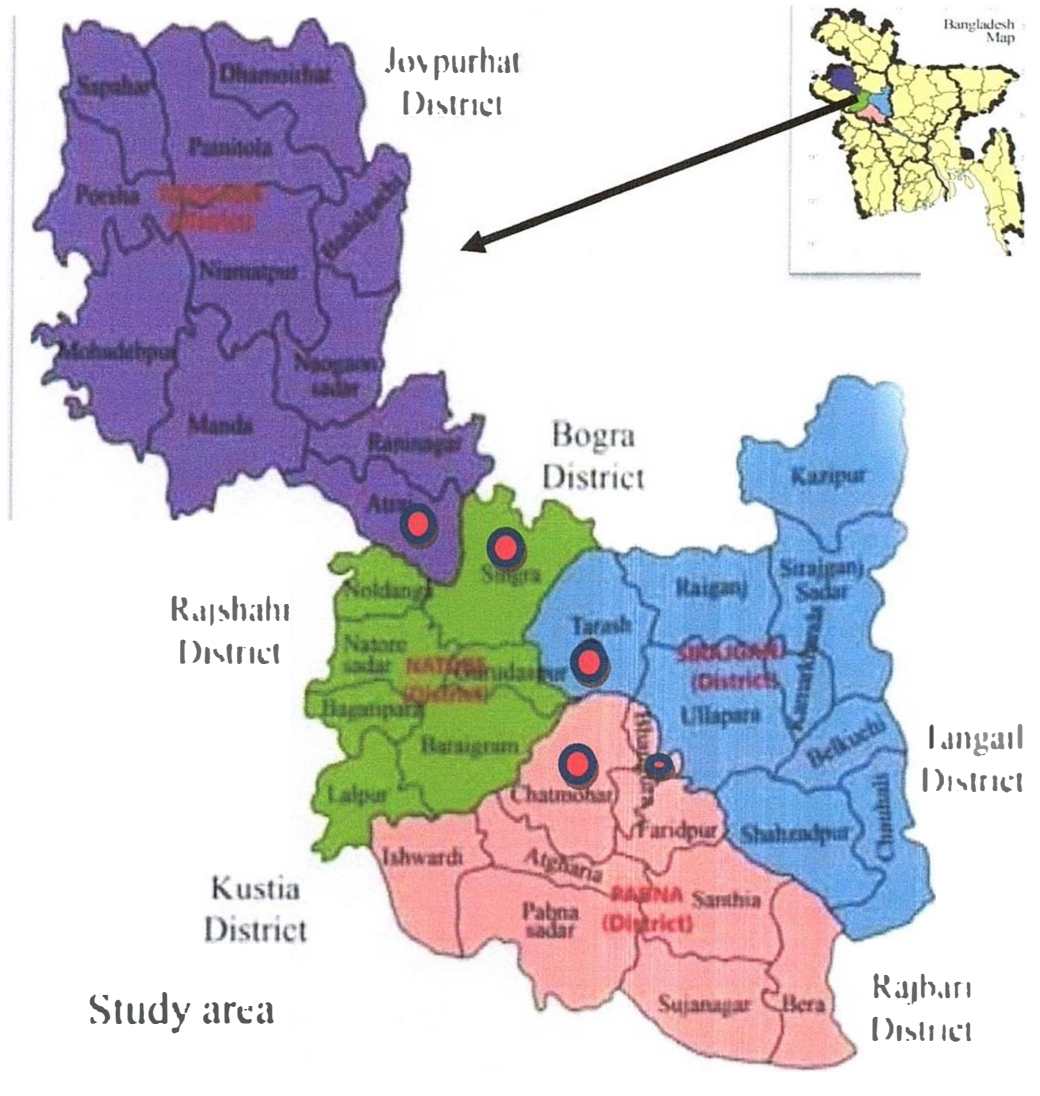 Bangladesh
Map
Joypurhat
District
Sapahar
Dhamoirhat
Patnitola
Porsha
Badalgachi
Niamatpur
Mohadebpur
Naogaon
sadar
Manda
Raninagar
Atrai
Bogra
District
Kazipur
Singra
Noldanga
Raiganj
Sirajganj
Sadar
Rajshahi
District
Tarash
Natore
sadar
NATORE
(District)
Gurudaspur
SIRAJGANJ
(District)
Kamarkhanda
Bagatipara
Ullapara
Baraigram
Bhangura
Belkuchi
Tangail
District
Lalpur
Chatmohar
Faridpur
Shahzadpur
Chauhali
Ishwardi
Atgharia
Kustia
District
PABNA
(District)
Santhia
Pabna
sadar
Study area
Sujanagar
Bera
Rajbari
District